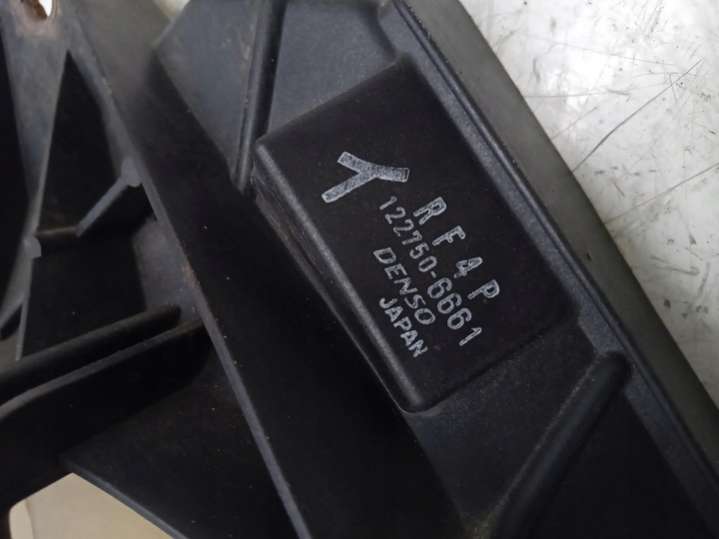 Y
RF4P
122750-6661
DENSO
JAPAN